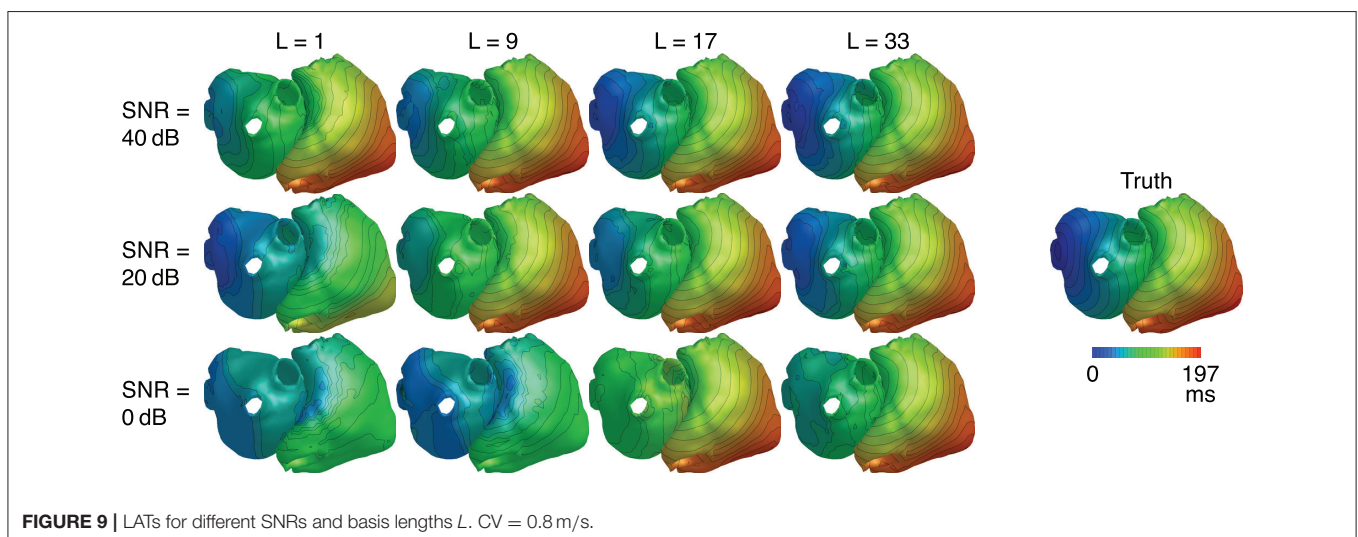 L = 1 L = 9 L = 17 L = 33
SNR =
40 dB
SNR =
20 dB
SNR =
0 dB
Truth
0 197
ms
FIGURE 9 | LATs for different SNRs and basis lengths L. CV = 0.8 m/s.